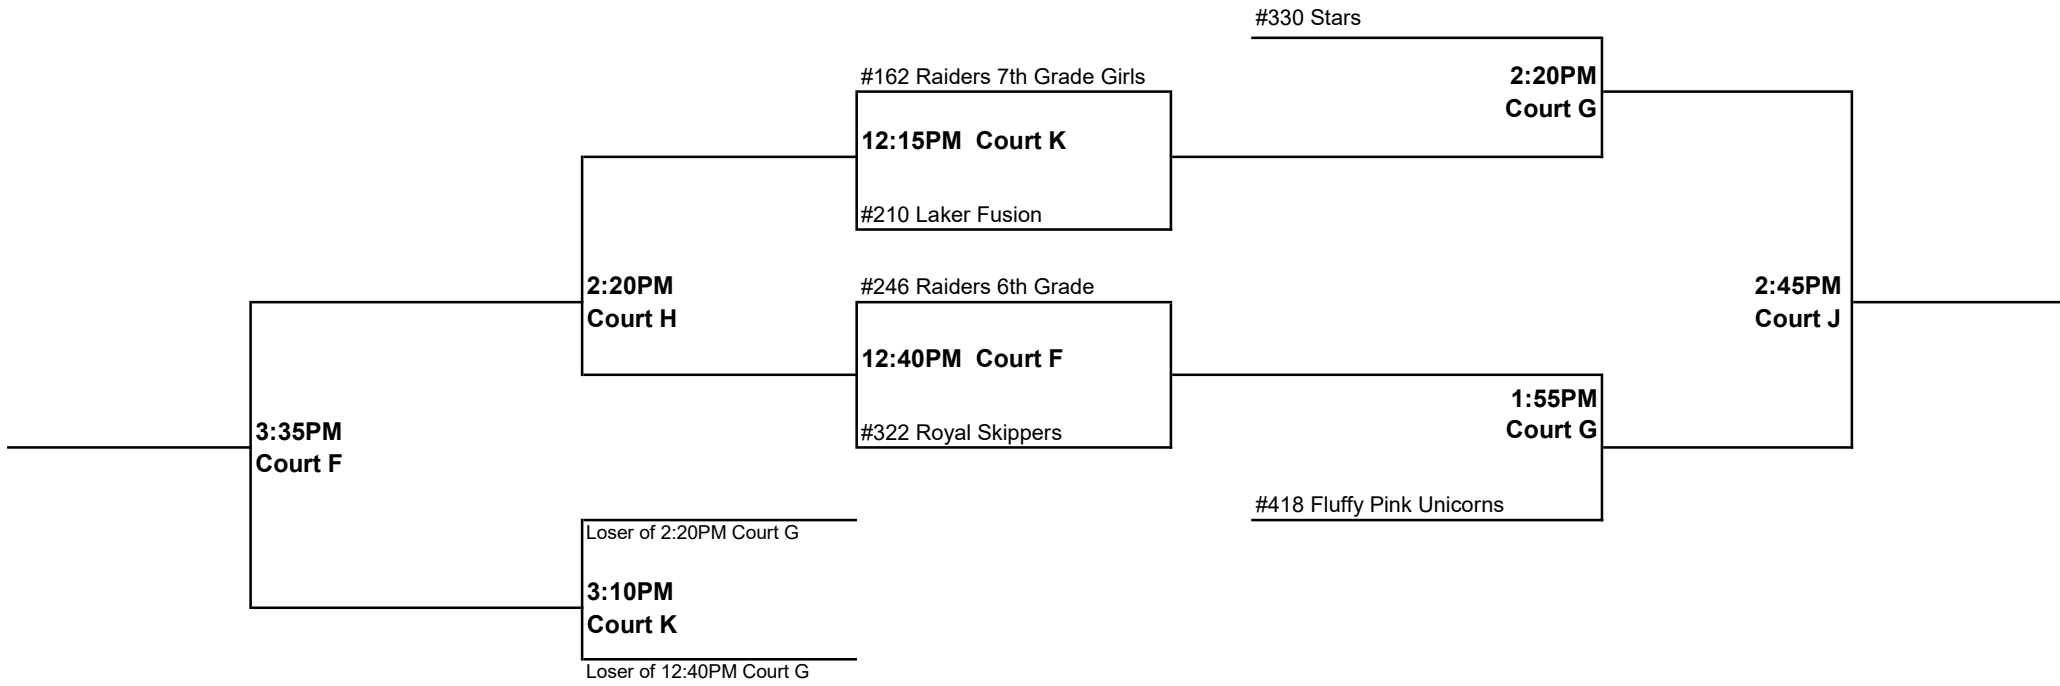 #330 Stars
#162 Raiders 7th Grade Girls
2:20PM
Court G
12:15PM Court K
#210 Laker Fusion
2:20PM
Court H
#246 Raiders 6th Grade
2:45PM
Court J
12:40PM Court F
1:55PM
Court G
3:35PM
Court F
#322 Royal Skippers
#418 Fluffy Pink Unicorns
Loser of 2:20PM Court G
3:10PM
Court K
Loser of 12:40PM Court G